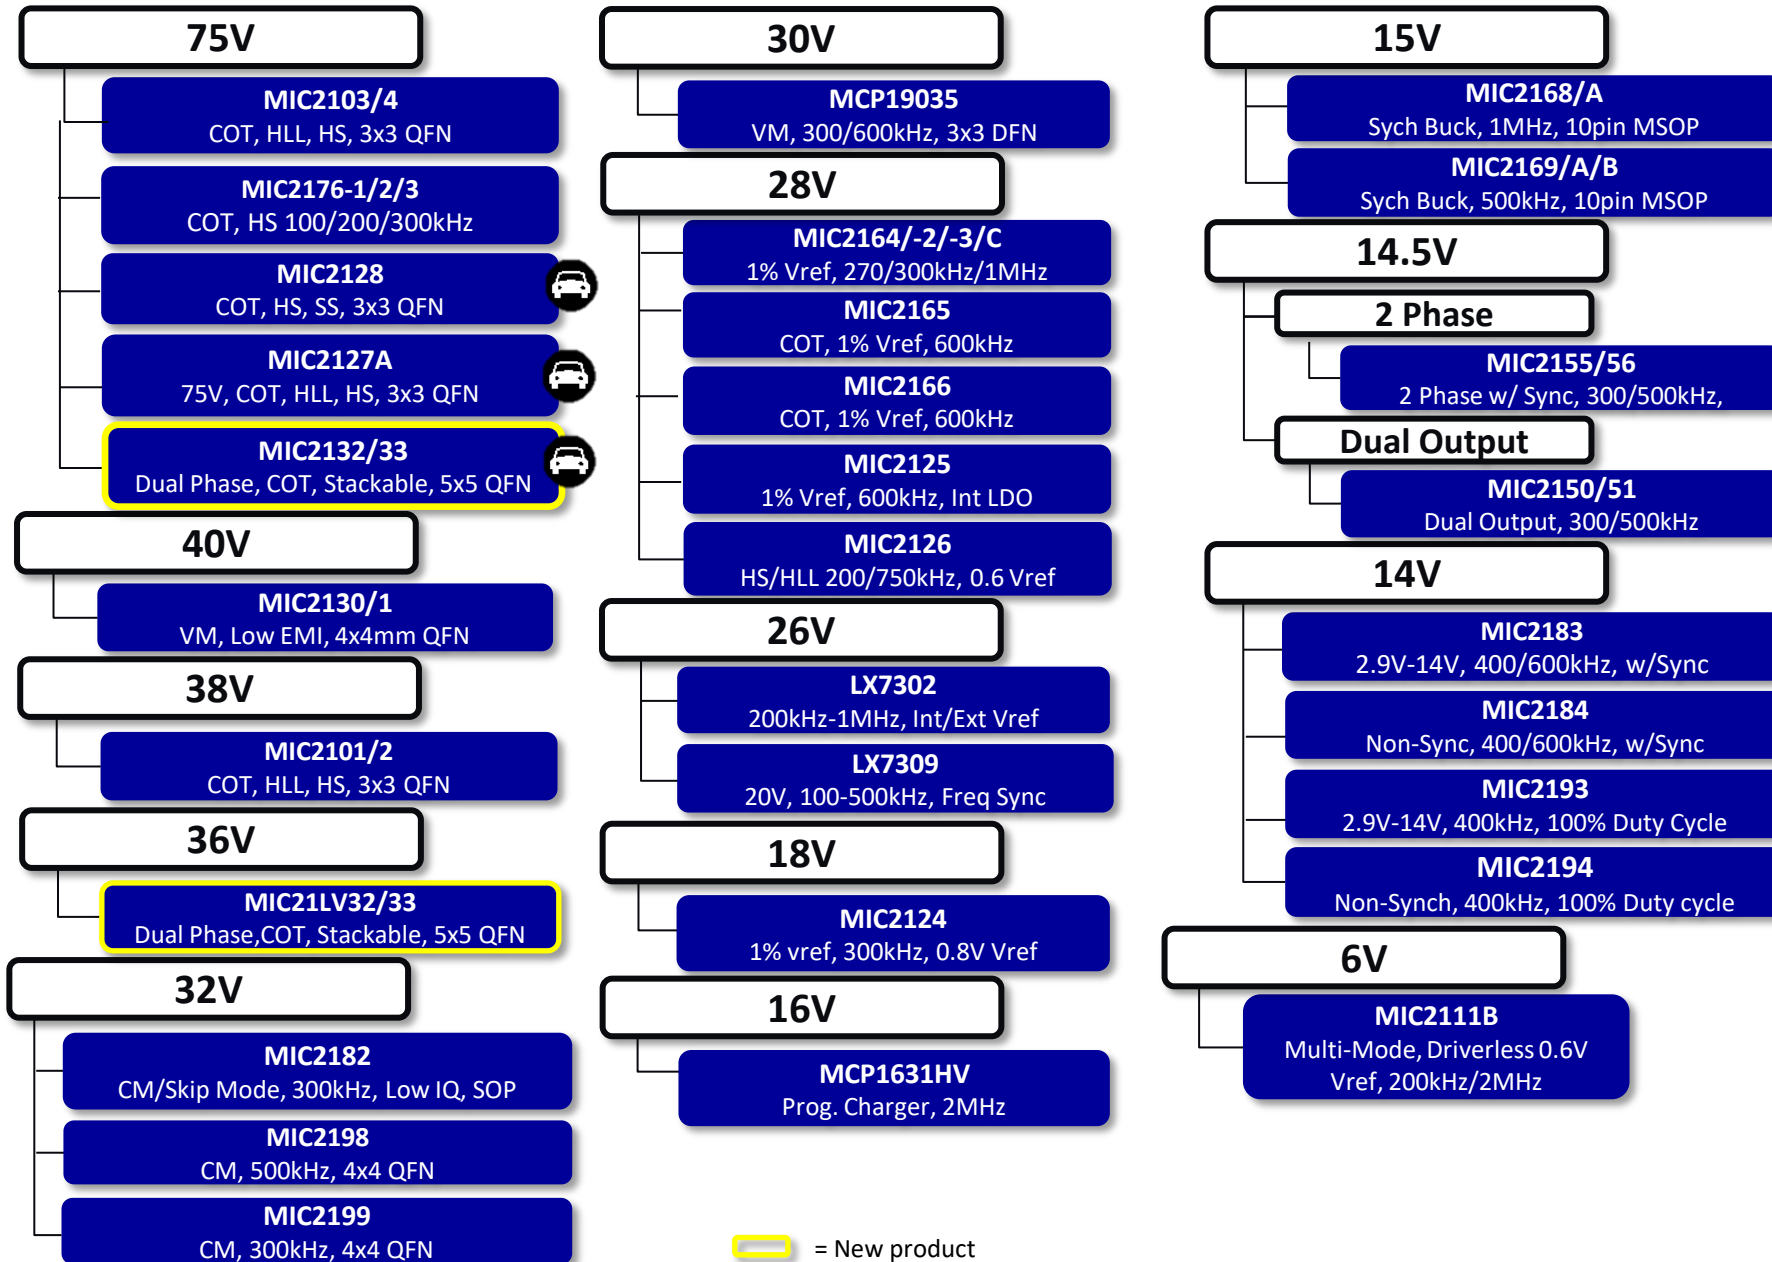 75V
MIC2103/4
COT, HLL, HS, 3x3 QFN
MIC2176-1/2/3
COT, HS 100/200/300kHz
MIC2128
COT, HS, SS, 3x3 QFN
MIC2127A
75V, COT, HLL, HS, 3x3 QFN
MIC2132/33
Dual Phase, COT, Stackable, 5x5 QFN
40V
MIC2130/1
VM, Low EMI, 4x4mm QFN
38V
MIC2101/2
COT, HLL, HS, 3x3 QFN
36V
MIC21LV32/33
Dual Phase,COT, Stackable, 5x5 QFN
32V
MIC2182
CM/Skip Mode, 300kHz, Low IQ, SOP
MIC2198
CM, 500kHz, 4x4 QFN
MIC2199
CM, 300kHz, 4x4 QFN
30V
MCP19035
VM, 300/600kHz, 3x3 DFN
28V
MIC2164/-2/-3/C
1% Vref, 270/300kHz/1MHz
MIC2165
COT, 1% Vref, 600kHz
MIC2166
COT, 1% Vref, 600kHz
MIC2125
1% Vref, 600kHz, Int LDO
MIC2126
HS/HLL 200/750kHz, 0.6 Vref
26V
LX7302
200kHz-1MHz, Int/Ext Vref
LX7309
20V, 100-500kHz, Freq Sync
18V
MIC2124
1% vref, 300kHz, 0.8V Vref
16V
MCP1631HV
Prog. Charger, 2MHz
= New product
15V
MIC2168/A
Sych Buck, 1MHz, 10pin MSOP
MIC2169/A/B
Sych Buck, 500kHz, 10pin MSOP
14.5V
2 Phase
MIC2155/56
2 Phase w/ Sync, 300/500kHz,
Dual Output
MIC2150/51
Dual Output, 300/500kHz
14V
MIC2183
2.9V-14V, 400/600kHz, w/Sync
MIC2184
Non-Sync, 400/600kHz, w/Sync
MIC2193
2.9V-14V, 400kHz, 100% Duty Cycle
MIC2194
Non-Synch, 400kHz, 100% Duty cycle
6V
MIC2111B
Multi-Mode, Driverless 0.6V
Vref, 200kHz/2MHz